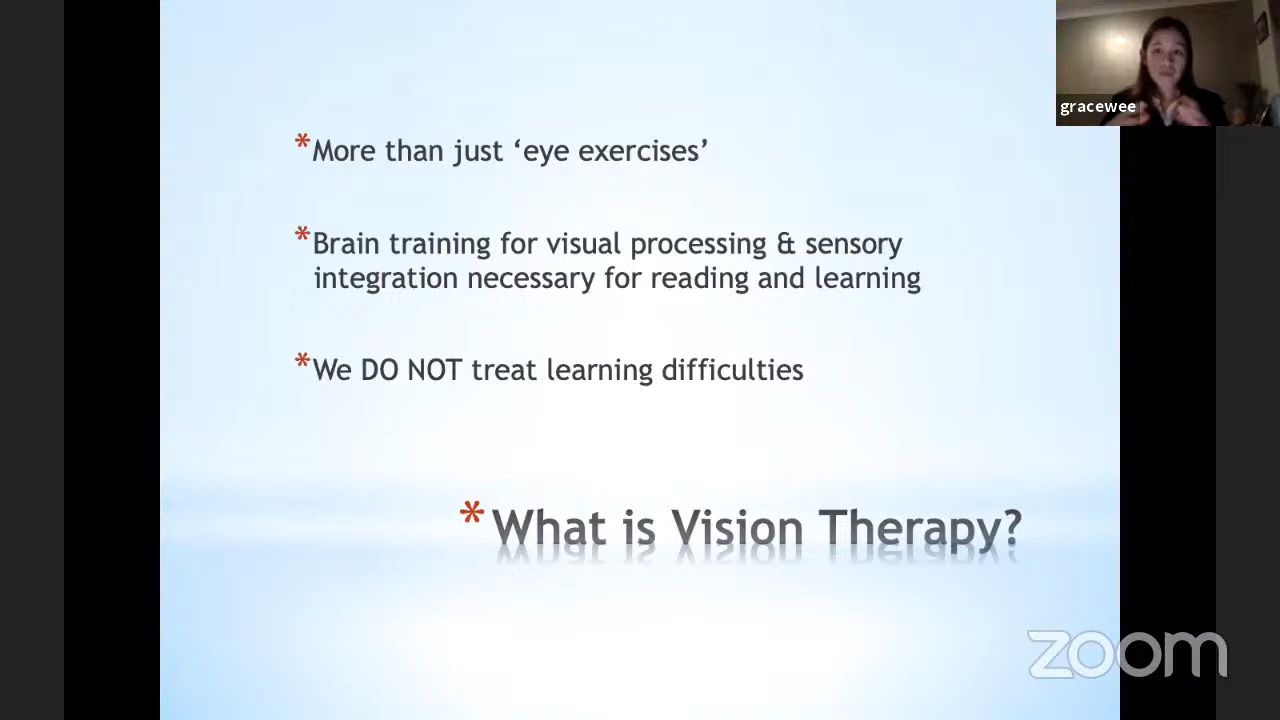 gracewee
*More than just ‘eye exercises’
*Brain training for visual processing & sensory
integration necessary for reading and learning
*We DO NOT treat learning difficulties
*What is Vision Therapy?
zoom